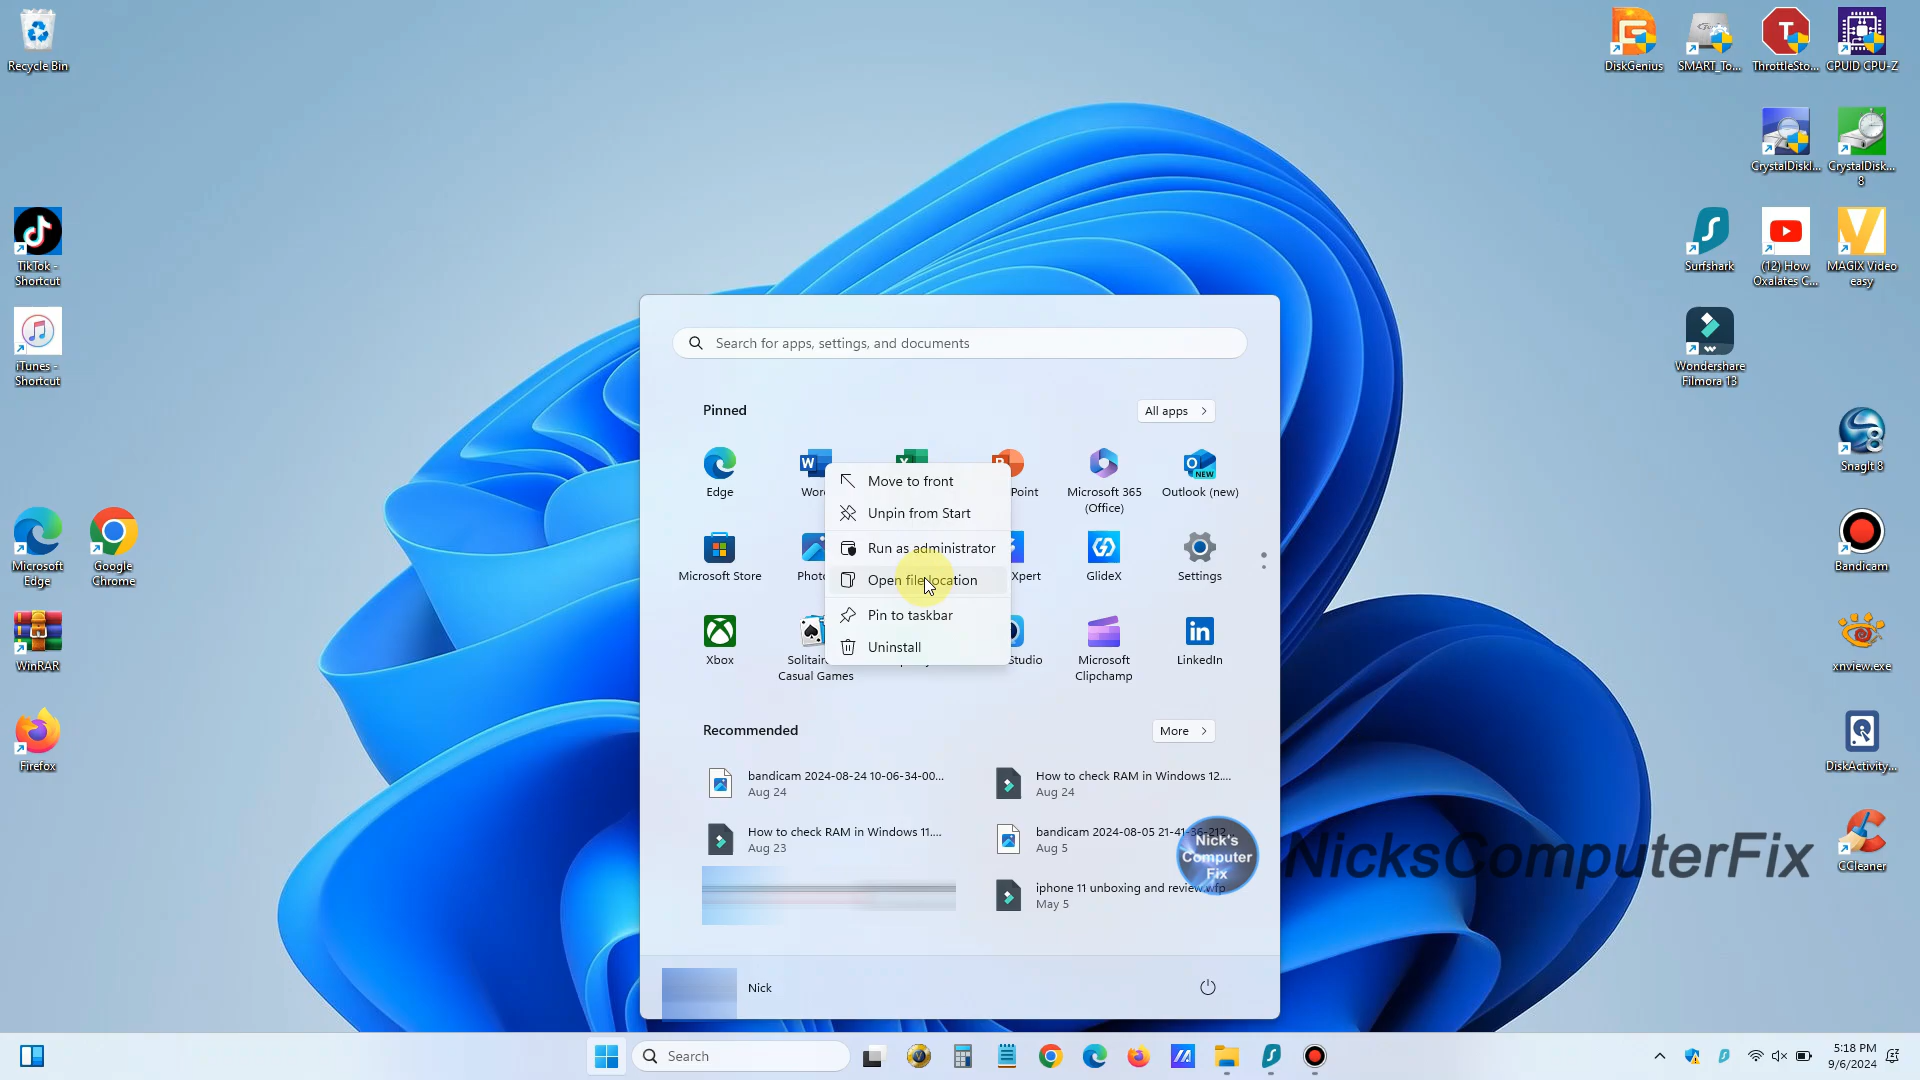 Recycle Bin
TikTok -
Shortcut
iTunes -
Shortcut
Microsoft
Edge
Google
Chrome
WinRAR
Firefox
DiskGenius
SMART_To...
ThrottleSto...
CPUID CPU-Z
CrystalDiskI...
CrystalDisk...
8
Surfshark
(12) How
Oxalates C...
MAGIX Video
easy
Wondershare
Filmora 13
SnagIt 8
Bandicam
xnview.exe
DiskActivity...
CCleaner
Search for apps, settings, and documents
Pinned
All apps
Edge
Word
Point
Microsoft 365
(Office)
Outlook (new)
NEW
Move to front
Unpin from Start
Run as administrator
Open file location
Pin to taskbar
Uninstall
Microsoft Store
Photo
Xpert
GlideX
Settings
Xbox
Solitair
Casual Games
Studio
Microsoft
Clipchamp
LinkedIn
Recommended
More
bandicam 2024-08-24 10-06-34-00...
Aug 24
How to check RAM in Windows 12....
Aug 24
How to check RAM in Windows 11....
Aug 23
bandicam 2024-08-05 21-41-36-212...
Aug 5
iphone 11 unboxing and review.wfp
May 5
Nick's
Computer
Fix
NicksComputerFix
Nick
Search
5:18 PM
9/6/2024